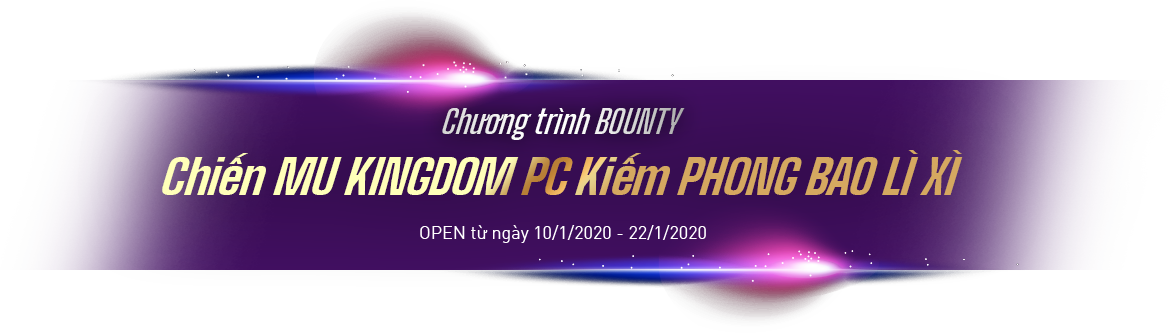 Chương trình BOUNTY
Chiến MU KINGDOM PC Kiếm PHONG BAO LÌ XÌ
OPEN từ ngày 10/1/2020 - 22/1/2020